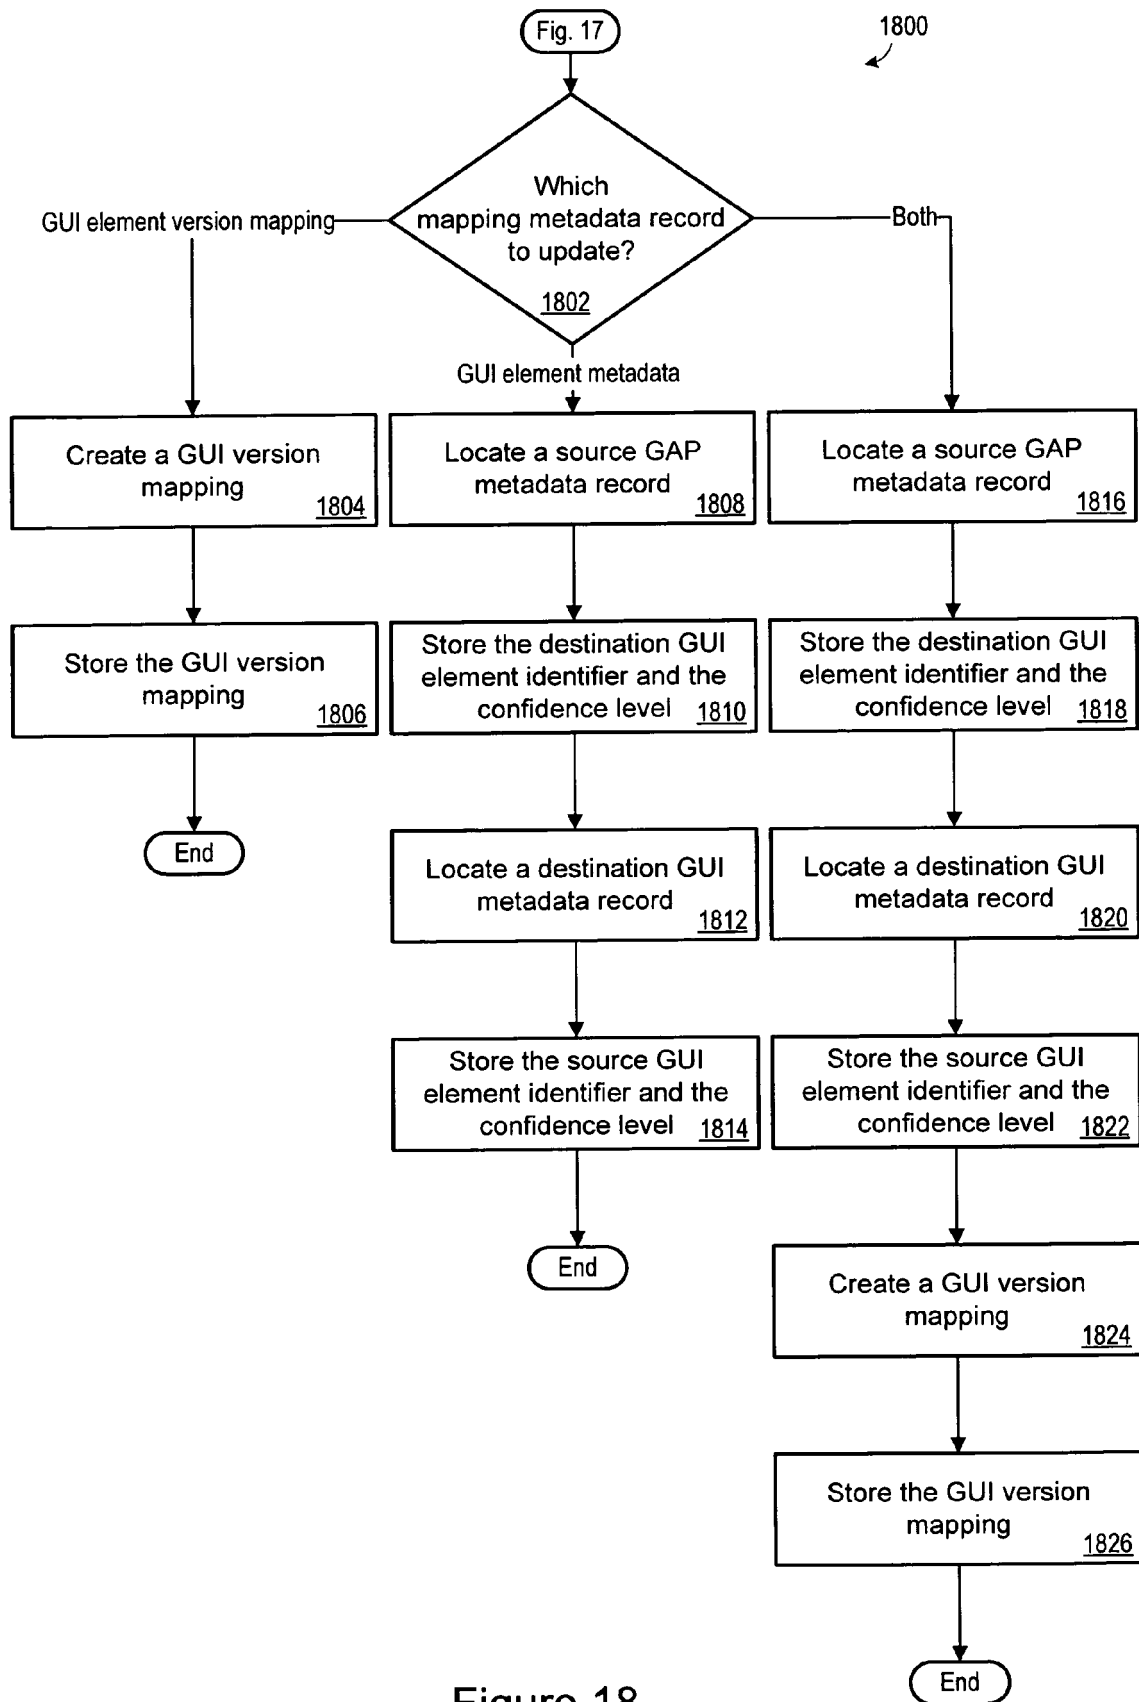 Fig. 17
1800
Which
mapping metadata record
to update?
1802
GUI element version mapping
Both
GUI element metadata
Create a GUI version
mapping
1804
Locate a source GAP
metadata record
1808
Locate a source GAP
metadata record
1816
Store the GUI version
mapping
1806
Store the destination GUI
element identifier and the
confidence level 1810
Store the destination GUI
element identifier and the
confidence level 1818
End
Locate a destination GUI
metadata record
1812
Locate a destination GUI
metadata record
1820
Store the source GUI
element identifier and the
confidence level 1814
Store the source GUI
element identifier and the
confidence level 1822
End
Create a GUI version
mapping
1824
Store the GUI version
mapping
1826
End
Figure 18